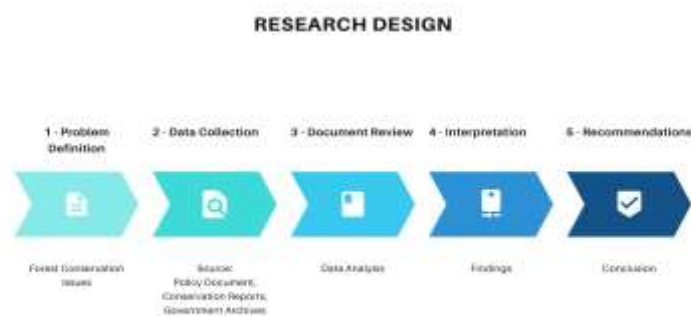 RESEARCH DESIGN
1 - Problem
Definition
2 - Data Collection
3 - Document Review
4 - Interpretation
5 - Recommendations
Forest Conservation
Issues
Source:
Policy Document,
Conservation Reports,
Government Archives
Data Analysis
Findings
Conclusion